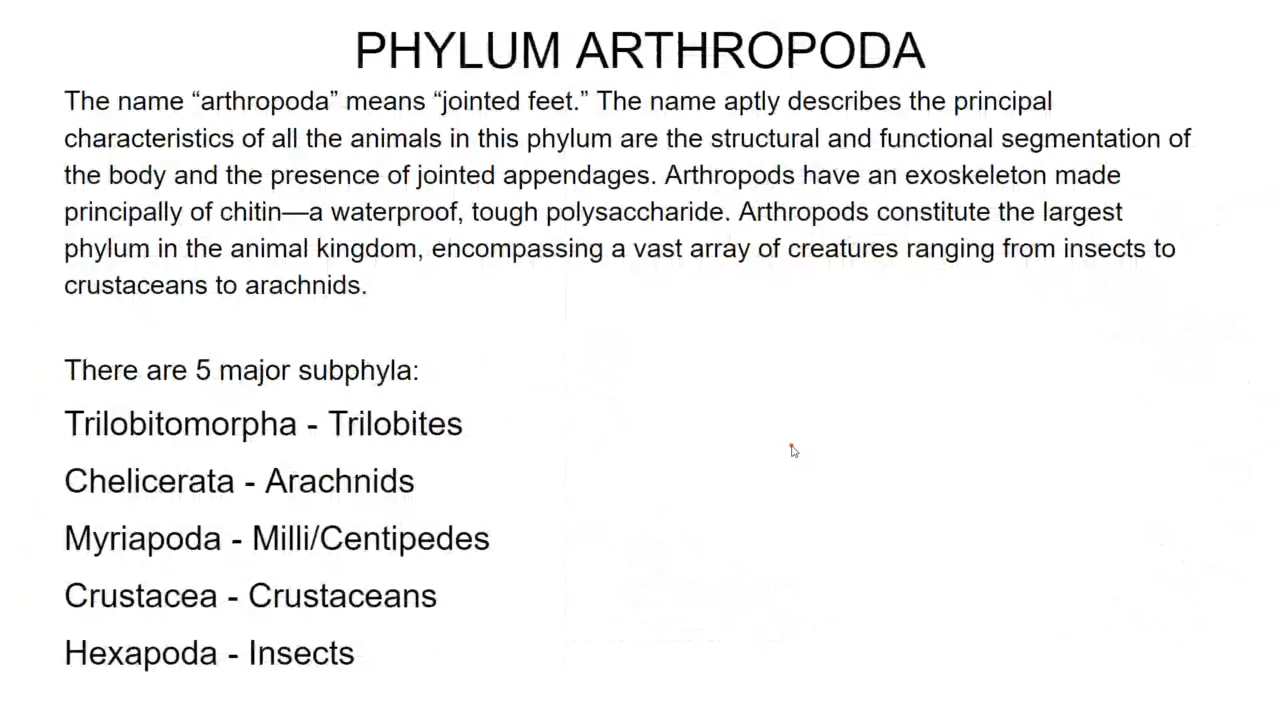 PHYLUM ARTHROPODA
The name “arthropoda” means “jointed feet.” The name aptly describes the principal
characteristics of all the animals in this phylum are the structural and functional segmentation of
the body and the presence of jointed appendages. Arthropods have an exoskeleton made
principally of chitin—a waterproof, tough polysaccharide. Arthropods constitute the largest
phylum in the animal kingdom, encompassing a vast array of creatures ranging from insects to
crustaceans to arachnids.
There are 5 major subphyla:
Trilobitomorpha - Trilobites
Chelicerata - Arachnids
Myriapoda - Milli/Centipedes
Crustacea - Crustaceans
Hexapoda - Insects